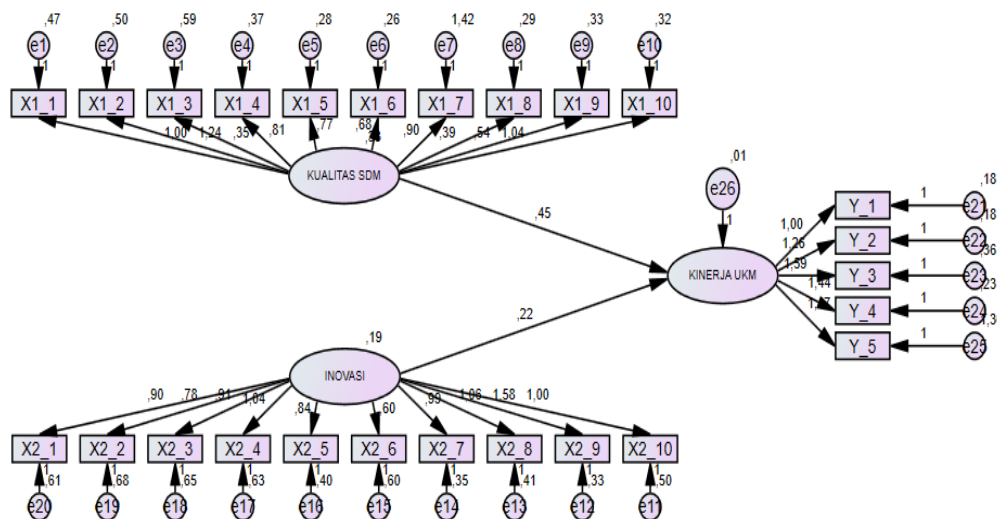 ,47 ,50 ,59 ,37 ,28 ,26 1,42 ,29 ,33 ,32
e1 e2 e3 e4 e5 e6 e7 e8 e9 e10
1 1 1 1 1 1 1 1 1 1
X1_1 X1_2 X1_3 X1_4 X1_5 X1_6 X1_7 X1_8 X1_9 X1_10
1,00 1,24 ,35 ,81 ,77 ,68 ,90 ,39 ,54 1,04
KUALITAS SDM
,45
,01
e26
1
KINERJA UKM
1,00
1,26
1,59
1,44
Y_1 1 e21 ,18
Y_2 1 e22 ,18
Y_3 1 e23 ,36
Y_4 1 e24 ,23
Y_5 1 e25
,22
,19
INOVASI
,90 ,78 ,91 1,04 ,84 ,60 ,99 1,06 1,58 1,00
X2_1 X2_2 X2_3 X2_4 X2_5 X2_6 X2_7 X2_8 X2_9 X2_10
1 1 1 1 1 1 1 1 1 1
,61 ,68 ,65 ,63 ,40 ,60 ,35 ,41 ,33 ,50
e20 e19 e18 e17 e16 e15 e14 e13 e12 e11